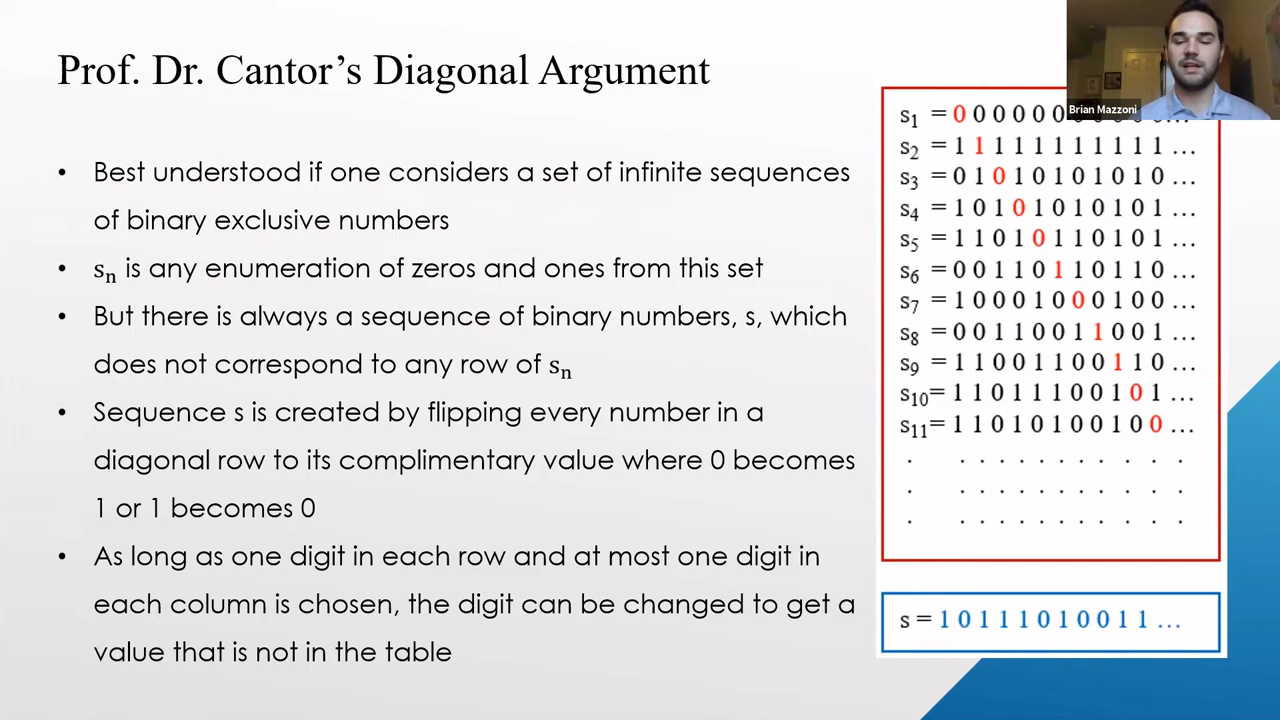 Prof. Dr. Cantor's Diagonal Argument
Brian Mazzoni
• Best understood if one considers a set of infinite sequences
of binary exclusive numbers
• sn is any enumeration of zeros and ones from this set
• But there is always a sequence of binary numbers, s, which
does not correspond to any row of sn
• Sequence s is created by flipping every number in a
diagonal row to its complimentary value where 0 becomes
1 or 1 becomes 0
• As long as one digit in each row and at most one digit in
each column is chosen, the digit can be changed to get a
value that is not in the table
s1 = 0 0 0 0 0 0 ...
s2 = 1 1 1 1 1 1 1 1 1 1 1 ...
s3 = 0 1 0 1 0 1 0 1 0 1 0 ...
s4 = 1 0 1 0 1 0 1 0 1 0 1 ...
s5 = 1 1 0 1 0 1 1 0 1 0 1 ...
s6 = 0 0 1 1 0 1 1 0 1 1 0 ...
s7 = 1 0 0 0 1 0 0 0 1 0 0 ...
s8 = 0 0 1 1 0 0 1 1 0 0 1 ...
s9 = 1 1 0 0 1 1 0 0 1 1 0 ...
s10= 1 1 0 1 1 1 0 0 1 0 1 ...
s11= 1 1 0 1 0 1 0 0 1 0 0 ...
. . . . . . . . . . . . .
. . . . . . . . . . . . .
. . . . . . . . . . . . .
s = 1 0 1 1 1 0 1 0 0 1 1 ...